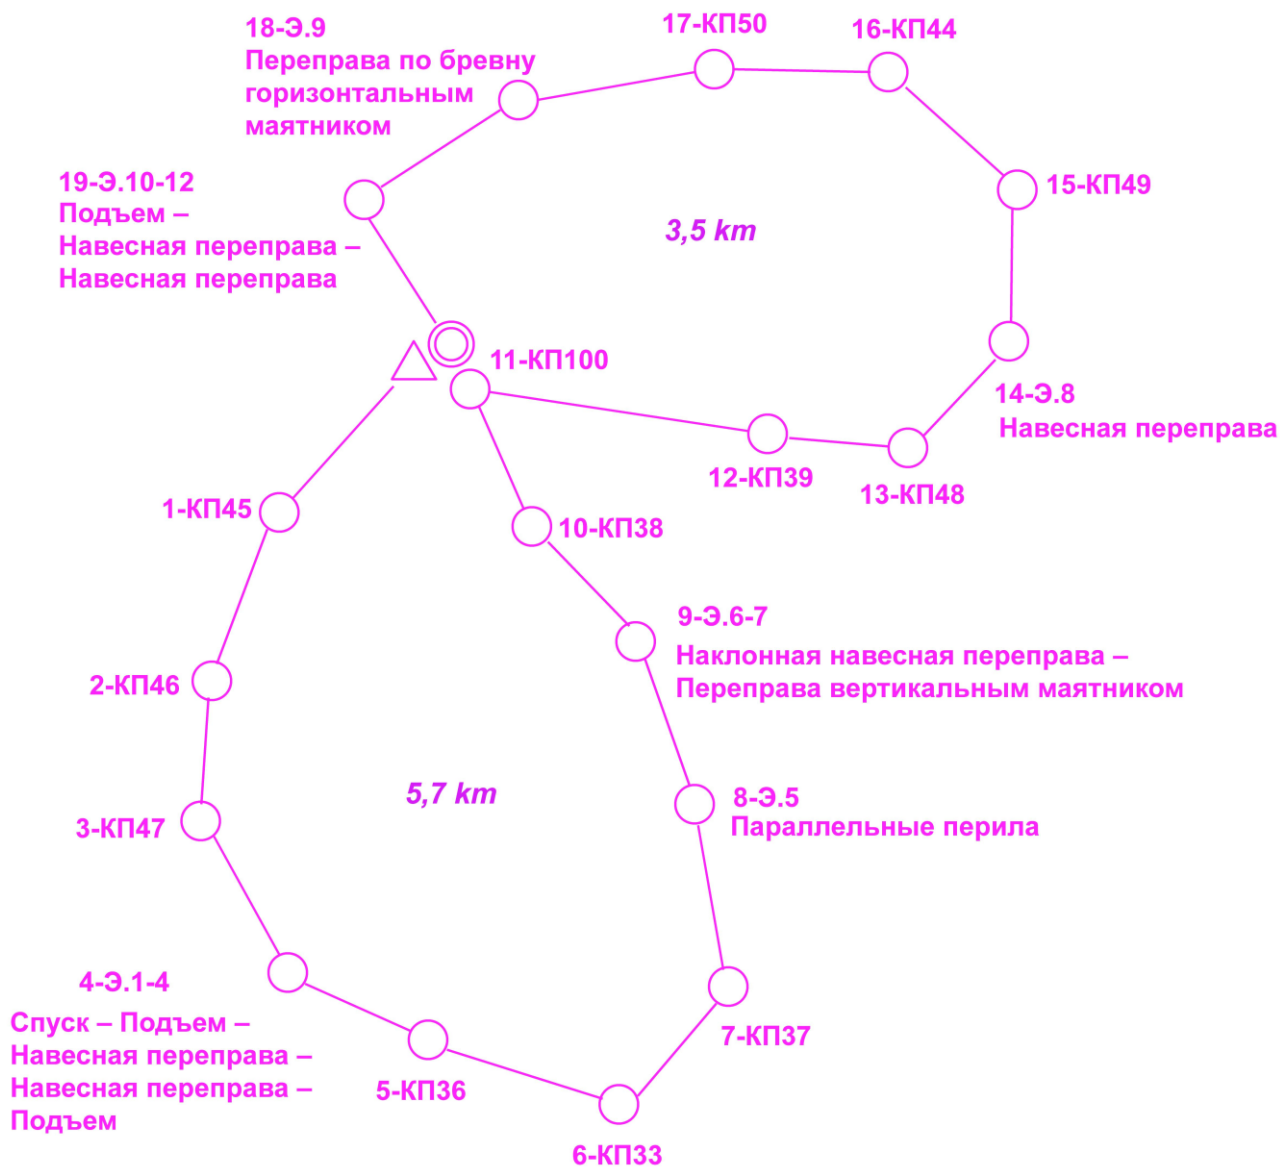 18-Э.9
Переправа по бревну
горизонтальным
маятником
17-КП50
16-КП44
19-Э.10-12
Подъем –
Навесная переправа –
Навесная переправа
15-КП49
3,5 km
11-КП100
14-Э.8
Навесная переправа
12-КП39
13-КП48
1-КП45
10-КП38
9-Э.6-7
Наклонная навесная переправа –
Переправа вертикальным маятником
2-КП46
5,7 km
8-Э.5
Параллельные перила
3-КП47
4-Э.1-4
Спуск – Подъем –
Навесная переправа –
Навесная переправа –
Подъем
7-КП37
5-КП36
6-КП33